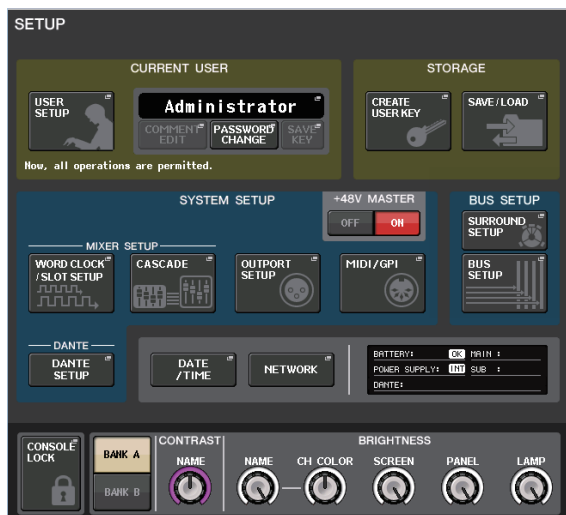 SETUP
CURRENT USER
USER
SETUP
Administrator
COMMENT
EDIT
PASSWORD
CHANGE
SAVE
KEY
Now, all operations are permitted.
STORAGE
CREATE
USER KEY
SAVE/LOAD
SYSTEM SETUP
+48V MASTER
OFF
ON
MIXER SETUP
WORD CLOCK
/SLOT SETUP
CASCADE
OUTPORT
SETUP
MIDI/GPI
BUS SETUP
SURROUND
SETUP
BUS
SETUP
DANTE
DANTE
SETUP
DATE
/TIME
NETWORK
BATTERY: OK MAIN :
POWER SUPPLY: INT SUB :
DANTE:
CONSOLE
LOCK
BANK A
BANK B
CONTRAST
NAME
BRIGHTNESS
NAME
CH COLOR
SCREEN
PANEL
LAMP